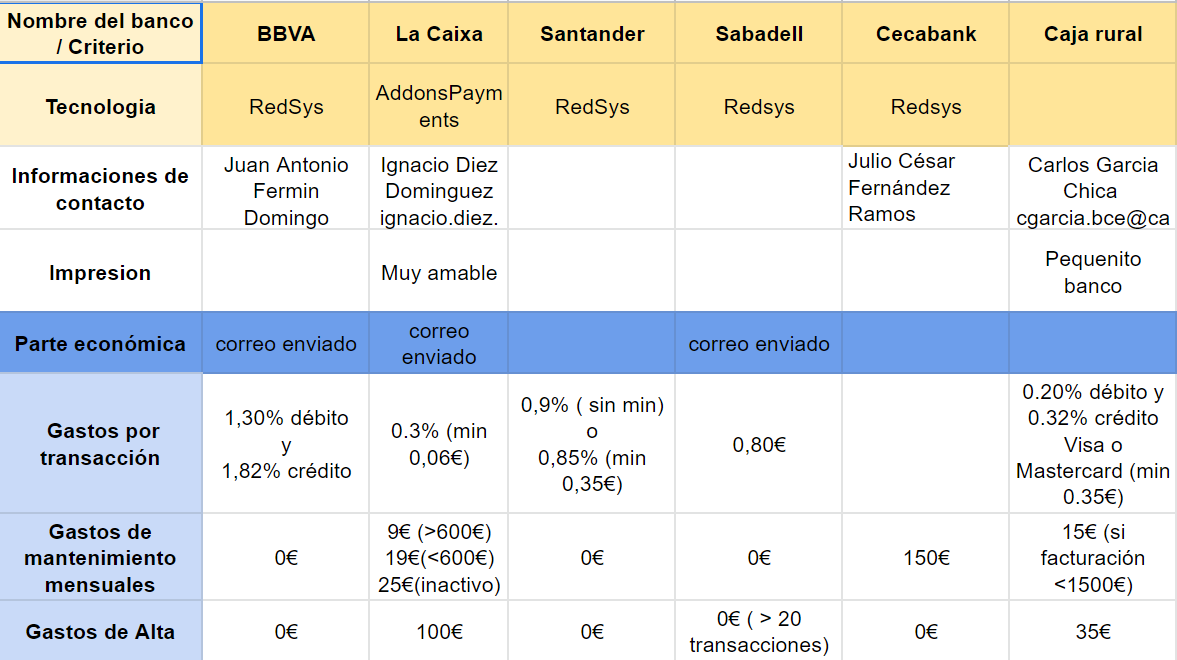 Nombre del banco
/ Criterio
BBVA
La Caixa
Santander
Sabadell
Cecabank
Caja rural
Tecnologia
RedSys
AddonsPaym
ents
RedSys
Redsys
Redsys
Informaciones de
contacto
Juan Antonio
Fermin
Domingo
Ignacio Diez
Dominguez
ignacio.diez.
Julio César
Fernández
Ramos
Carlos Garcia
Chica
cgarcia.bce@ca
Impresion
Muy amable
Pequenito
banco
Parte económica
correo enviado
correo
enviado
correo enviado
Gastos por
transacción
1,30% débito
y
1,82% crédito
0.3% (min
0,06€)
0,9% ( sin min)
o
0,85% (min
0,35€)
0,80€
0.20% débito y
0.32% crédito
Visa o
Mastercard (min
0.35€)
Gastos de
mantenimiento
mensuales
0€
9€ (>600€)
19€(<600€)
25€(inactivo)
0€
0€
150€
15€ (si
facturación
<1500€)
Gastos de Alta
0€
100€
0€
0€ ( > 20
transacciones)
0€
35€